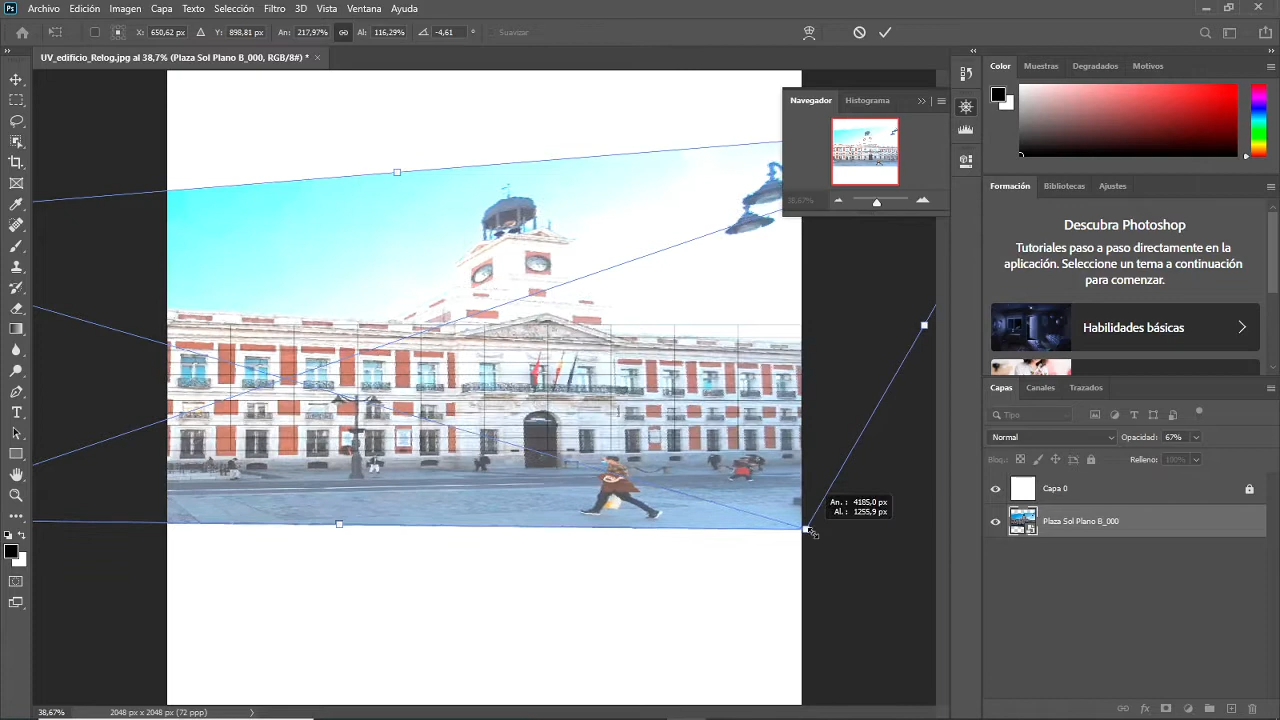 Ps Archivo Edición Imagen Capa Texto Selección Filtro 3D Vista Ventana Ayuda
X: 650,62 px Y: 898,81 px An: 217,97% Al: 116,29% -4,61 ° Suavizar
UV_edificio_Relog.jpg al 38,7% (Plaza Sol Plano B_000, RGB/8#) * ×
Color Muestras Degradados Motivos
Navegador Histograma
38,67%
Formación Bibliotecas Ajustes
Descubra Photoshop
Tutoriales paso a paso directamente en la
aplicación. Seleccione un tema a continuación
para comenzar.
Habilidades básicas
Capas Canales Trazados
Tipo
Normal Opacidad: 67%
Bloq.: Relleno: 100%
Capa 0
An.: 4185,0 px
Al.: 1255,9 px
Plaza Sol Plano B_000
38,67% 2048 px x 2048 px (72 ppp)